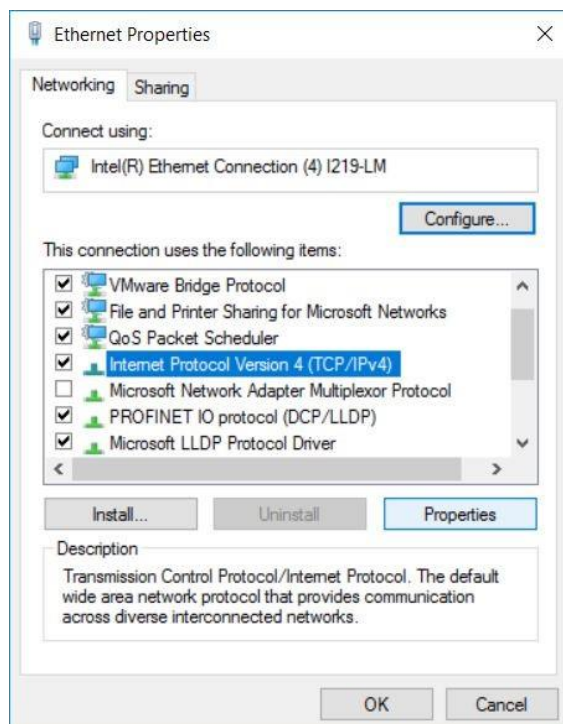 Ethernet Properties
Networking
Sharing
Connect using:
Intel(R) Ethernet Connection (4) I219-LM
Configure...
This connection uses the following items:
VMware Bridge Protocol
File and Printer Sharing for Microsoft Networks
QoS Packet Scheduler
Internet Protocol Version 4 (TCP/IPv4)
Microsoft Network Adapter Multiplexor Protocol
PROFINET IO protocol (DCP/LLDP)
Microsoft LLDP Protocol Driver
Install...
Uninstall
Properties
Description
Transmission Control Protocol/Internet Protocol. The default
wide area network protocol that provides communication
across diverse interconnected networks.
OK
Cancel